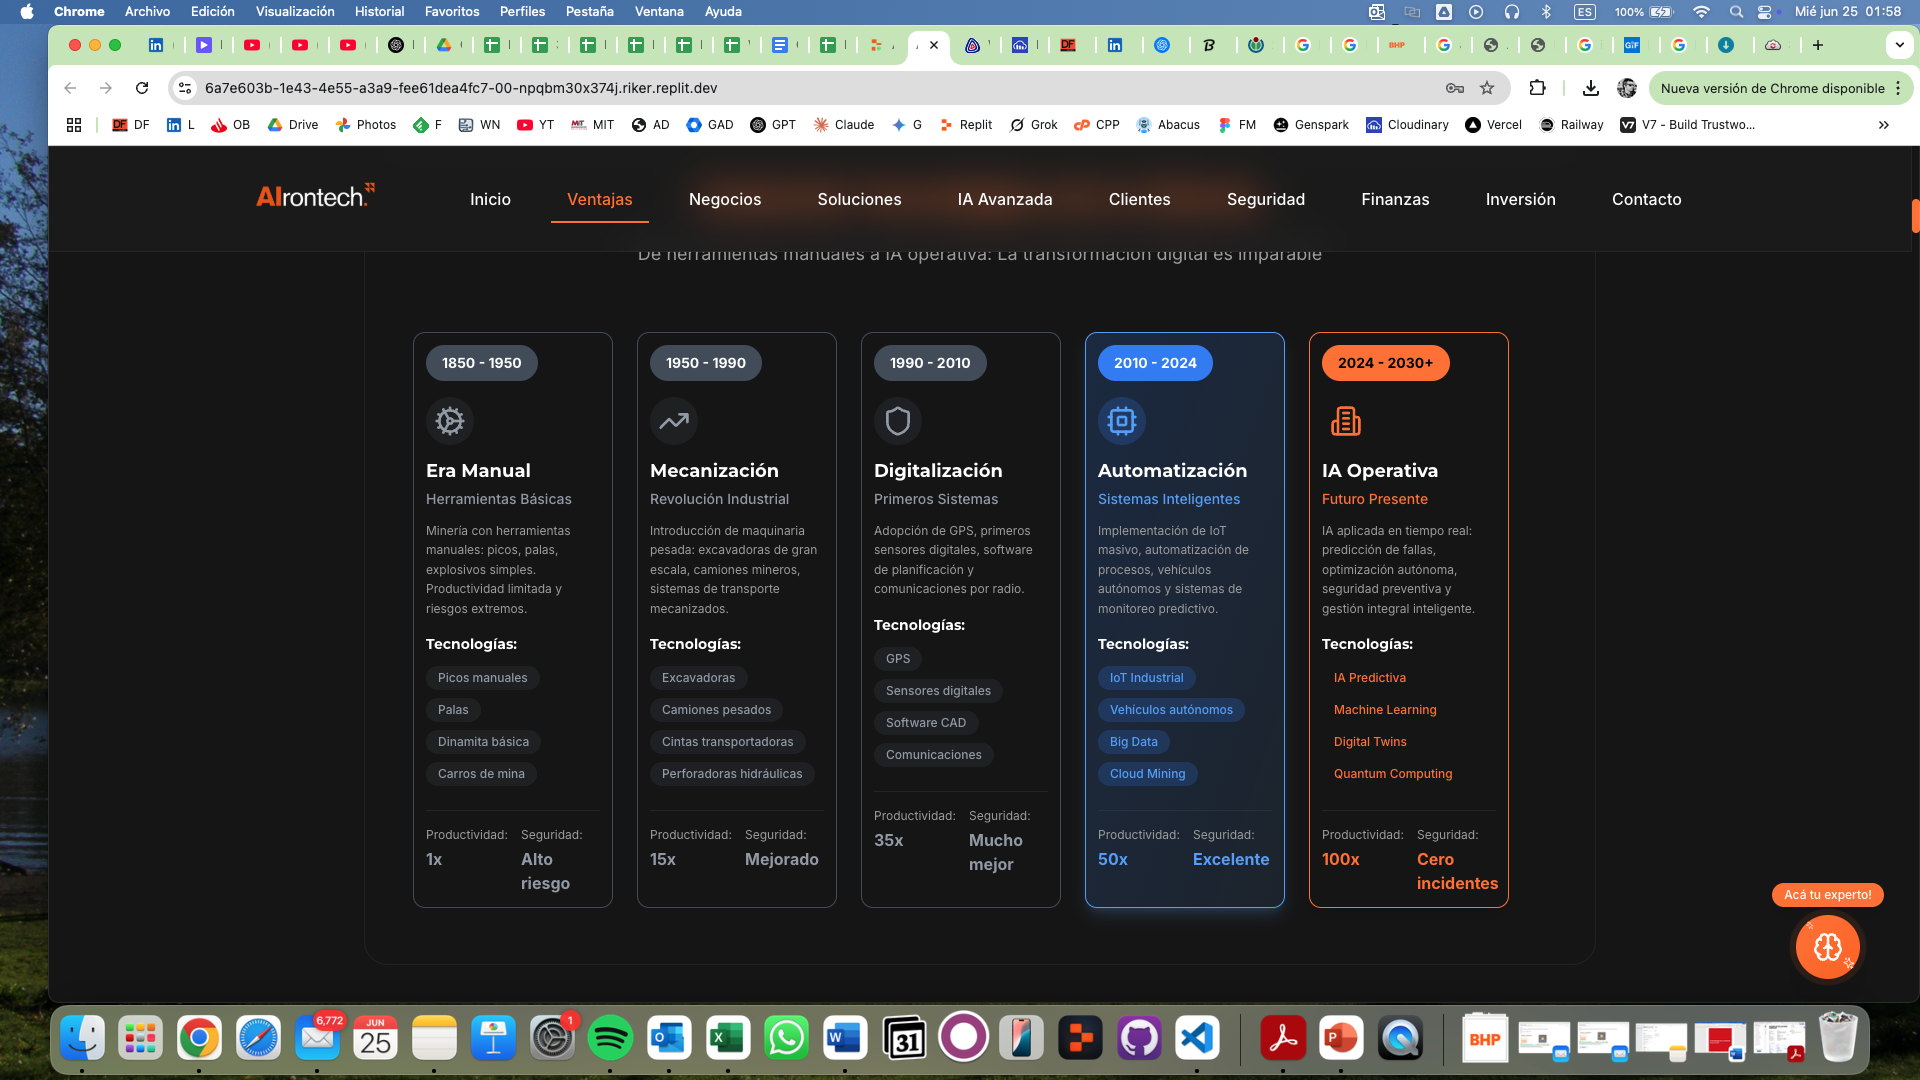 Chrome Archivo Edición Visualización Historial Favoritos Perfiles Pestaña Ventana Ayuda
ES 100% Mié jun 25 01:58
6a7e603b-1e43-4e55-a3a9-fee61dea4fc7-00-npqbm30x374j.riker.replit.dev
Nueva versión de Chrome disponible
DF L OB Drive Photos F WN YT MIT AD GAD GPT Claude G Replit Grok CPP Abacus FM Genspark Cloudinary Vercel Railway V7 - Build Trustwo...
AIrontech. Inicio Ventajas Negocios Soluciones IA Avanzada Clientes Seguridad Finanzas Inversión Contacto
De herramientas manuales a IA operativa: La transformación digital es imparable
1850 - 1950
Era Manual
Herramientas Básicas
Minería con herramientas
manuales: picos, palas,
explosivos simples.
Productividad limitada y
riesgos extremos.
Tecnologías:
Picos manuales
Palas
Dinamita básica
Carros de mina
Productividad: Seguridad:
1x Alto
riesgo
1950 - 1990
Mecanización
Revolución Industrial
Introducción de maquinaria
pesada: excavadoras de gran
escala, camiones mineros,
sistemas de transporte
mecanizados.
Tecnologías:
Excavadoras
Camiones pesados
Cintas transportadoras
Perforadoras hidráulicas
Productividad: Seguridad:
15x Mejorado
1990 - 2010
Digitalización
Primeros Sistemas
Adopción de GPS, primeros
sensores digitales, software
de planificación y
comunicaciones por radio.
Tecnologías:
GPS
Sensores digitales
Software CAD
Comunicaciones
Productividad: Seguridad:
35x Mucho
mejor
2010 - 2024
Automatización
Sistemas Inteligentes
Implementación de IoT
masivo, automatización de
procesos, vehículos
autónomos y sistemas de
monitoreo predictivo.
Tecnologías:
IoT Industrial
Vehículos autónomos
Big Data
Cloud Mining
Productividad: Seguridad:
50x Excelente
2024 - 2030+
IA Operativa
Futuro Presente
IA aplicada en tiempo real:
predicción de fallas,
optimización autónoma,
seguridad preventiva y
gestión integral inteligente.
Tecnologías:
IA Predictiva
Machine Learning
Digital Twins
Quantum Computing
Productividad: Seguridad:
100x Cero
incidentes
Acá tu experto!
6,772 JUN 25 1 31 BHP